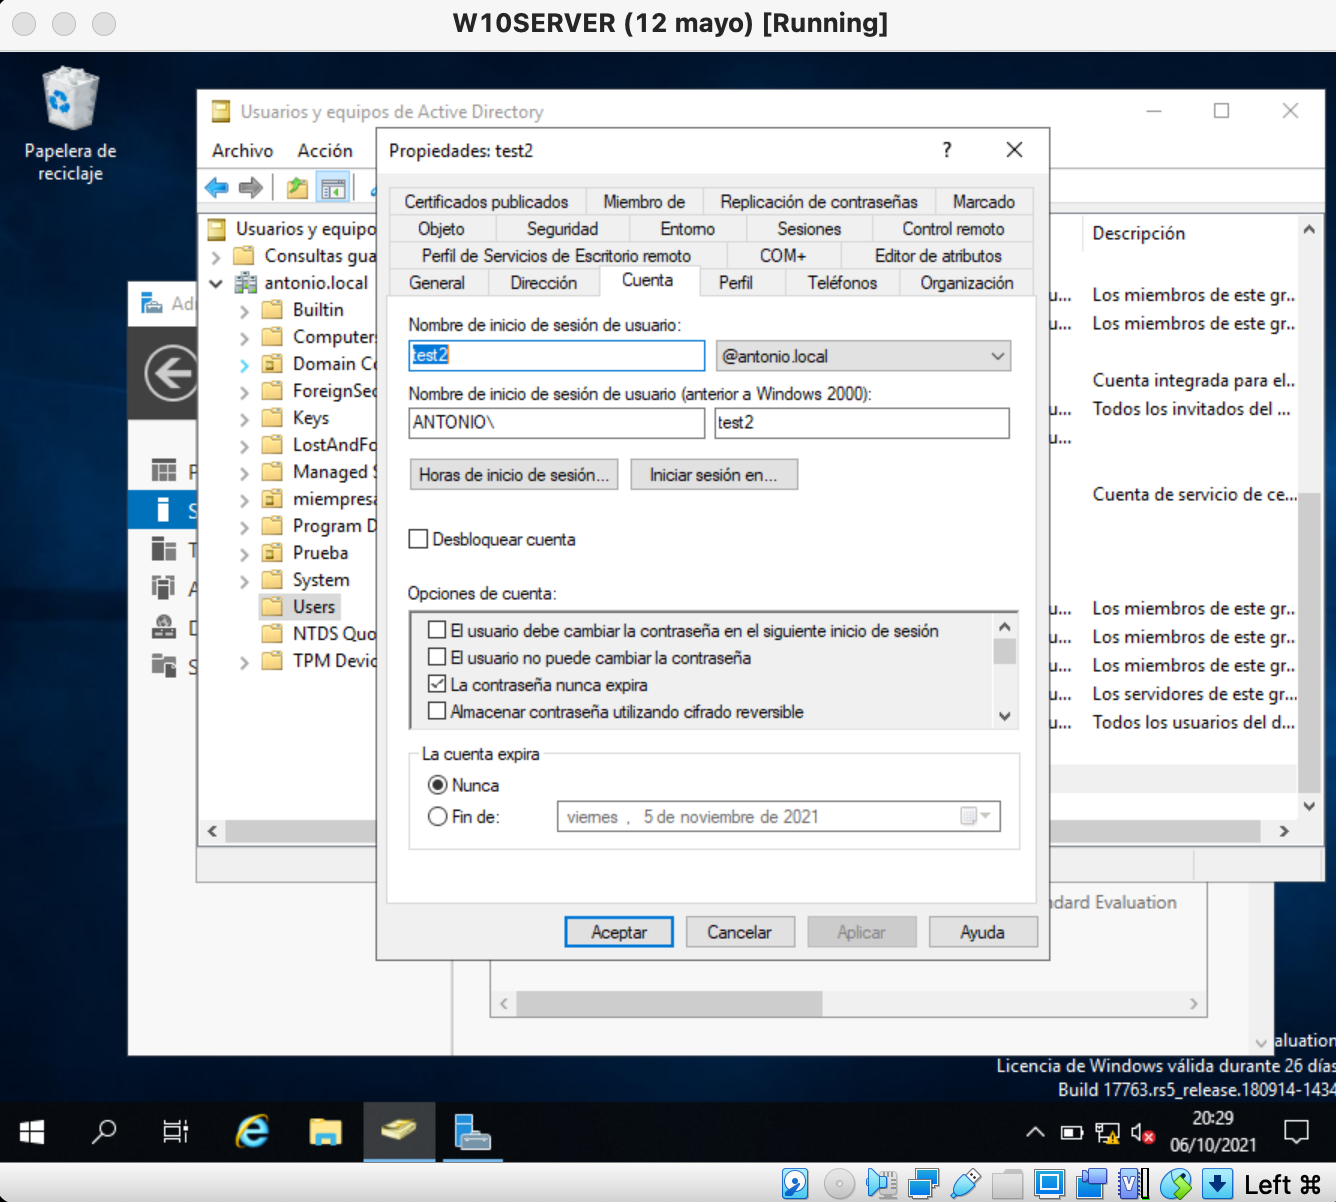 W10SERVER (12 mayo) [Running]
Papelera de
reciclaje
Usuarios y equipos de Active Directory
Archivo Acción
Propiedades: test2
?
Certificados publicados Miembro de Replicación de contraseñas Marcado
Objeto Seguridad Entorno Sesiones Control remoto
Perfil de Servicios de Escritorio remoto COM+ Editor de atributos
General Dirección Cuenta Perfil Teléfonos Organización
Usuarios y equipo
Consultas gua
antonio.local
Builtin
Computer
Domain Co
ForeignSec
Keys
LostAndFo
Managed S
miempresa
Program D
Prueba
System
Users
NTDS Quo
TPM Devic
Nombre de inicio de sesión de usuario:
test2 @antonio.local
Nombre de inicio de sesión de usuario (anterior a Windows 2000):
ANTONIO\ test2
Horas de inicio de sesión... Iniciar sesión en...
Desbloquear cuenta
Opciones de cuenta:
El usuario debe cambiar la contraseña en el siguiente inicio de sesión
El usuario no puede cambiar la contraseña
La contraseña nunca expira
Almacenar contraseña utilizando cifrado reversible
La cuenta expira
Nunca
Fin de: viernes , 5 de noviembre de 2021
Aceptar Cancelar Aplicar Ayuda
Descripción
u... Los miembros de este gr...
u... Los miembros de este gr...
Cuenta integrada para el...
u... Todos los invitados del ...
u...
Cuenta de servicio de ce...
u... Los miembros de este gr...
u... Los miembros de este gr...
u... Los miembros de este gr...
u... Los servidores de este gr...
u... Todos los usuarios del d...
ndard Evaluation
aluation
Licencia de Windows válida durante 26 días
Build 17763.rs5_release.180914-1434
20:29
06/10/2021
Left ⌘